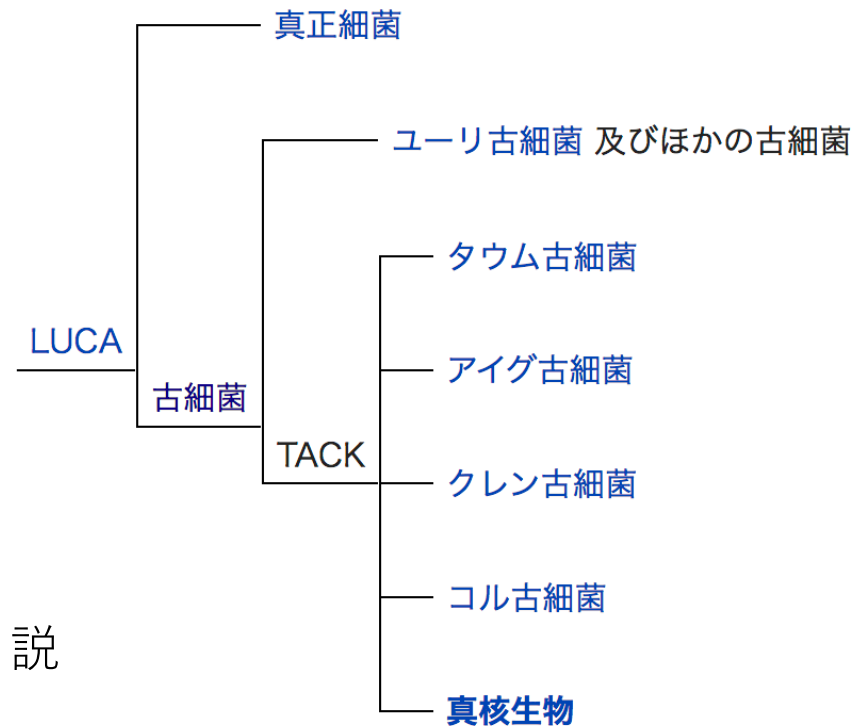 真正細菌
ユーリ古細菌 及びほかの古細菌
タウム古細菌
LUCA
アイグ古細菌
古細菌
TACK
クレン古細菌
コル古細菌
説
真核生物